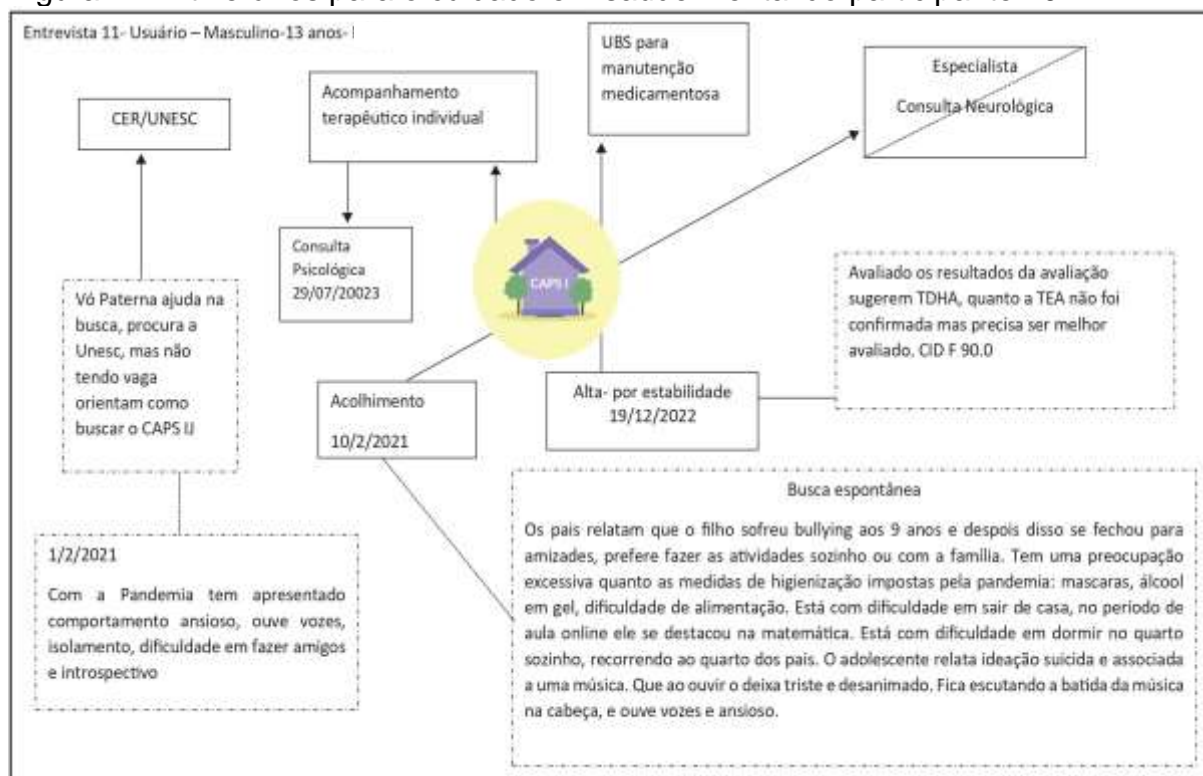 Entrevista 11- Usuário – Masculino-13 anos-
CER/UNESC
Acompanhamento
terapêutico individual
UBS para
manutenção
medicamentosa
Especialista
Consulta Neurológica
Consulta
Psicológica
29/07/20023
CAPS I
Vó Paterna ajuda na
busca, procura a
Unesc, mas não
tendo vaga
orientam como
buscar o CAPS IJ
Acolhimento
10/2/2021
Alta- por estabilidade
19/12/2022
Avaliado os resultados da avaliação
sugerem TDHA, quanto a TEA não foi
confirmada mas precisa ser melhor
avaliado. CID F 90.0
1/2/2021
Com a Pandemia tem apresentado
comportamento ansioso, ouve vozes,
isolamento, dificuldade em fazer amigos
e introspectivo
Busca espontânea
Os pais relatam que o filho sofreu bullying aos 9 anos e despois disso se fechou para
amizades, prefere fazer as atividades sozinho ou com a família. Tem uma preocupação
excessiva quanto as medidas de higienização impostas pela pandemia: mascaras, álcool
em gel, dificuldade de alimentação. Está com dificuldade em sair de casa, no periodo de
aula online ele se destacou na matemática. Está com dificuldade em dormir no quarto
sozinho, recorrendo ao quarto dos pais. O adolescente relata ideação suicida e associada
a uma música. Que ao ouvir o deixa triste e desanimado. Fica escutando a batida da música
na cabeça, e ouve vozes e ansioso.